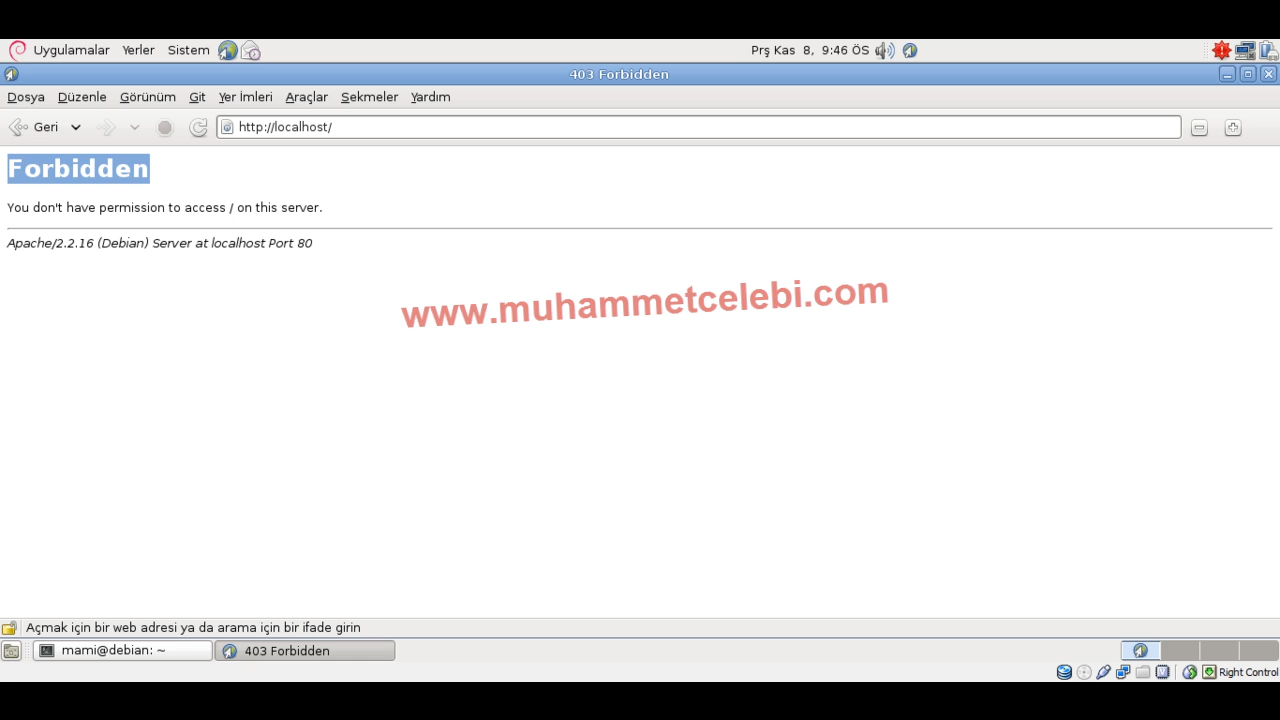 Uygulamalar Yerler Sistem Prş Kas 8, 9:46 ÖS
403 Forbidden
Dosya Düzenle Görünüm Git Yer İmleri Araçlar Sekmeler Yardım
Geri http://localhost/
Forbidden
You don't have permission to access / on this server.
Apache/2.2.16 (Debian) Server at localhost Port 80
www.muhammetcelebi.com
Açmak için bir web adresi ya da arama için bir ifade girin
mami@debian: ~ 403 Forbidden
Right Control